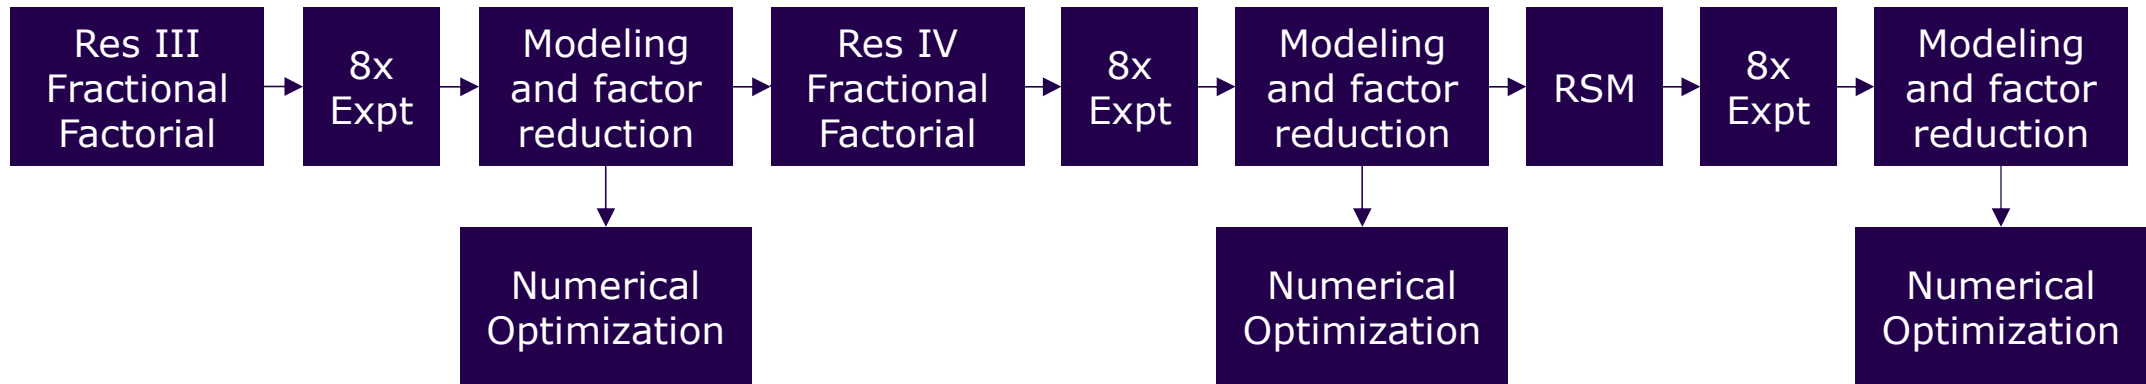 Res III
Fractional
Factorial
8x
Expt
Modeling
and factor
reduction
Res IV
Fractional
Factorial
8x
Expt
Modeling
and factor
reduction
RSM
8x
Expt
Modeling
and factor
reduction
Numerical
Optimization
Numerical
Optimization
Numerical
Optimization